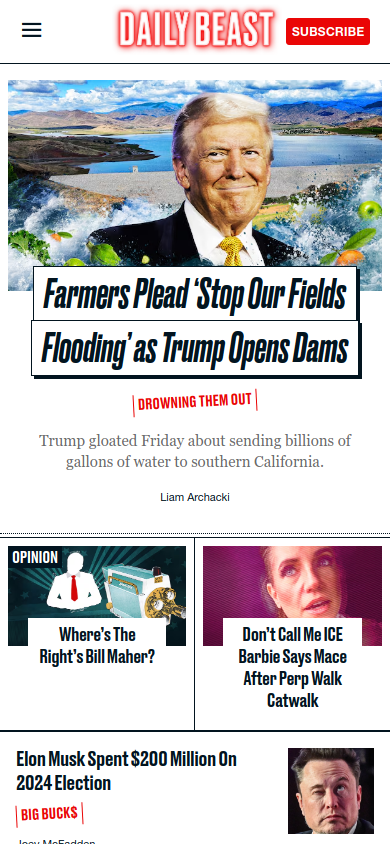 DAILY BEAST
SUBSCRIBE
Farmers Plead ‘Stop Our Fields
Flooding’ as Trump Opens Dams
DROWNING THEM OUT
Trump gloated Friday about sending billions of
gallons of water to southern California.
Liam Archacki
OPINION
Where’s The
Right’s Bill Maher?
Don’t Call Me ICE
Barbie Says Mace
After Perp Walk
Catwalk
Elon Musk Spent $200 Million On
2024 Election
BIG BUCK$
Joey McFadden